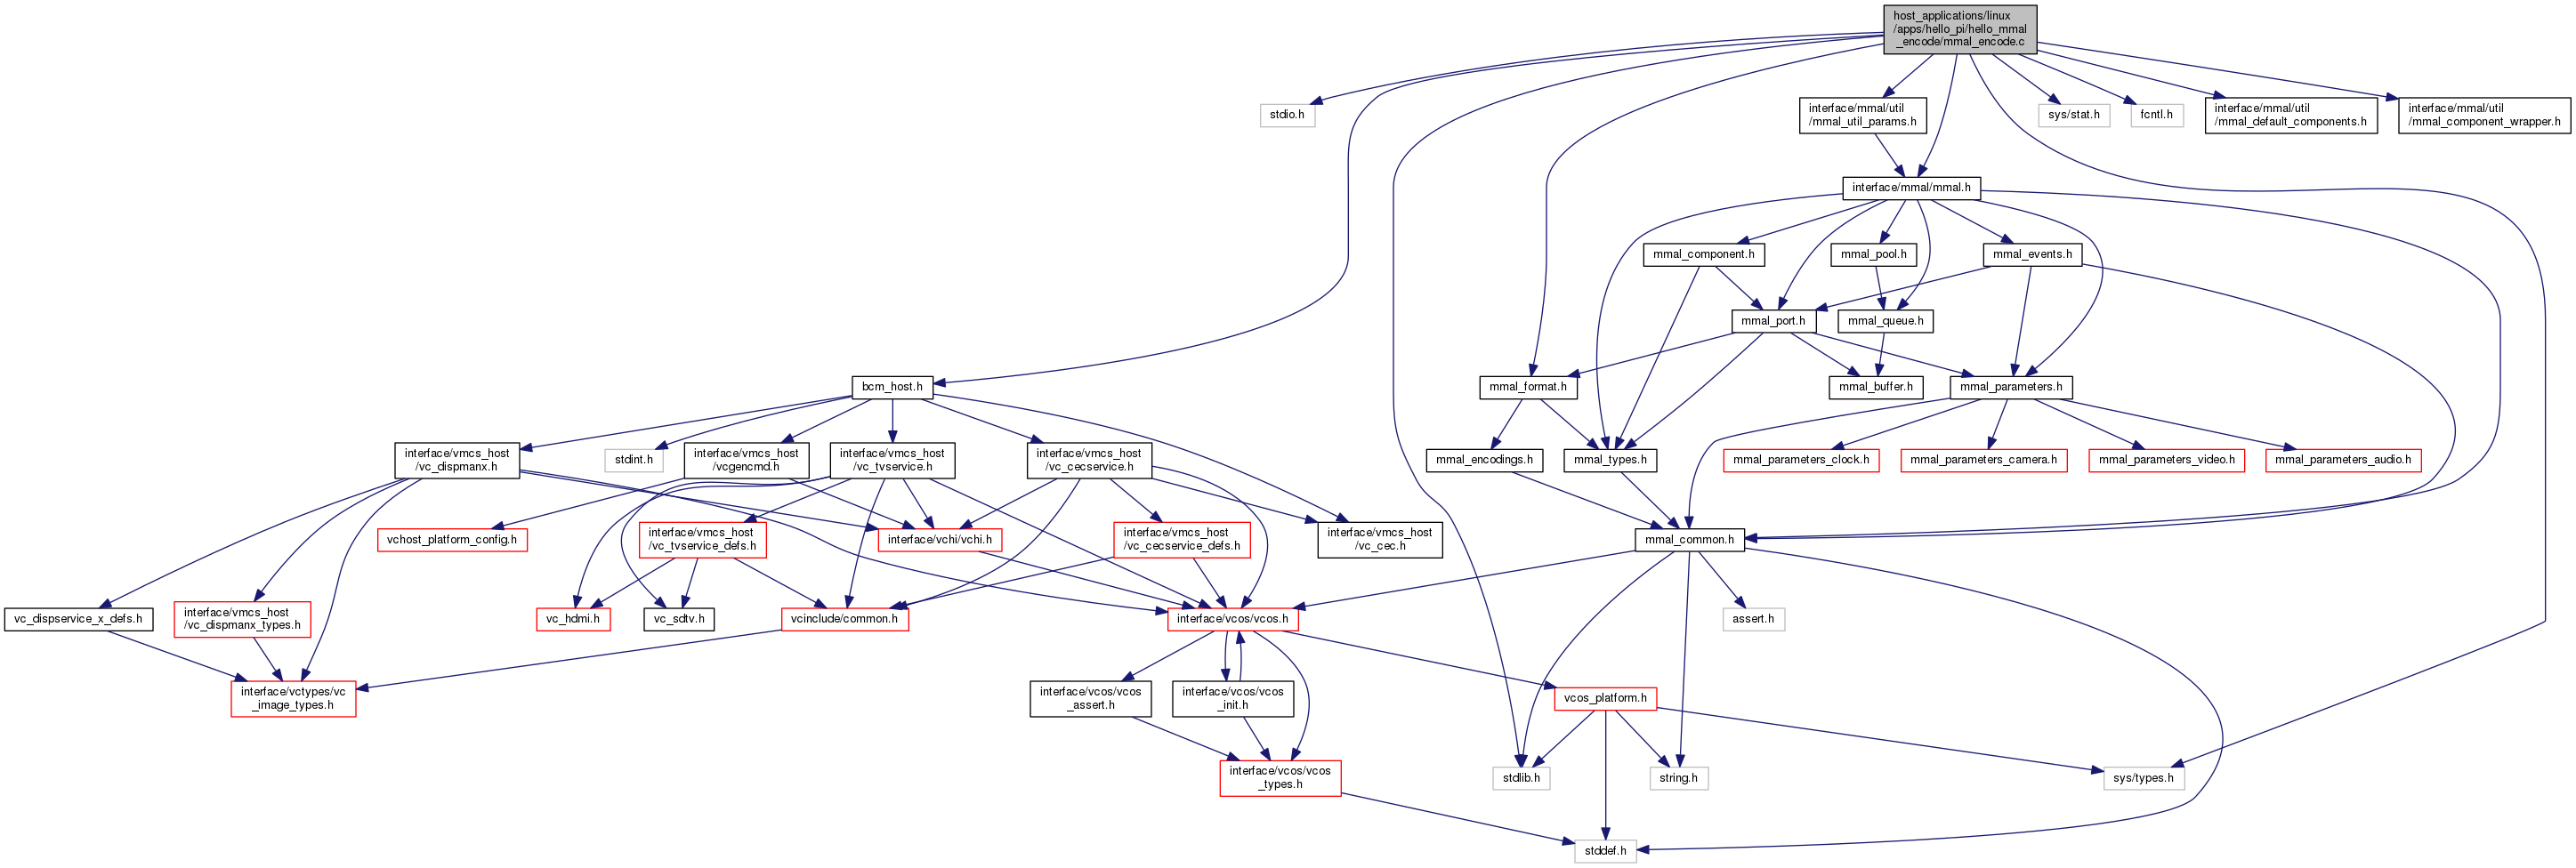 host_applications/linux
/apps/hello_pi/hello_mmal
_encode/mmal_encode.c
stdio.h
interface/mmal/util
/mmal_util_params.h
sys/stat.h
fcntl.h
interface/mmal/util
/mmal_default_components.h
interface/mmal/util
/mmal_component_wrapper.h
interface/mmal/mmal.h
mmal_component.h
mmal_pool.h
mmal_events.h
mmal_port.h
mmal_queue.h
bcm_host.h
mmal_format.h
mmal_buffer.h
mmal_parameters.h
interface/vmcs_host
/vc_dispmanx.h
stdint.h
interface/vmcs_host
/vcgencmd.h
interface/vmcs_host
/vc_tvservice.h
interface/vmcs_host
/vc_cecservice.h
mmal_encodings.h
mmal_types.h
mmal_parameters_clock.h
mmal_parameters_camera.h
mmal_parameters_video.h
mmal_parameters_audio.h
vchost_platform_config.h
interface/vmcs_host
/vc_tvservice_defs.h
interface/vchi/vchi.h
interface/vmcs_host
/vc_cecservice_defs.h
interface/vmcs_host
/vc_cec.h
mmal_common.h
vc_dispservice_x_defs.h
interface/vmcs_host
/vc_dispmanx_types.h
vc_hdmi.h
vc_sdtv.h
vcinclude/common.h
interface/vcos/vcos.h
assert.h
interface/vctypes/vc
_image_types.h
interface/vcos/vcos
_assert.h
interface/vcos/vcos
_init.h
vcos_platform.h
interface/vcos/vcos
_types.h
stdlib.h
string.h
sys/types.h
stddef.h